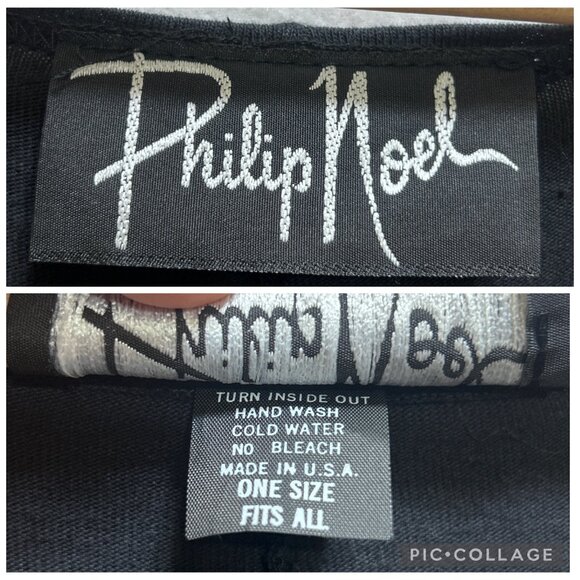 Philip Noel
TURN INSIDE OUT
HAND WASH
COLD WATER
NO BLEACH
MADE IN U.S.A.
ONE SIZE
FITS ALL
PIC•COLLAGE